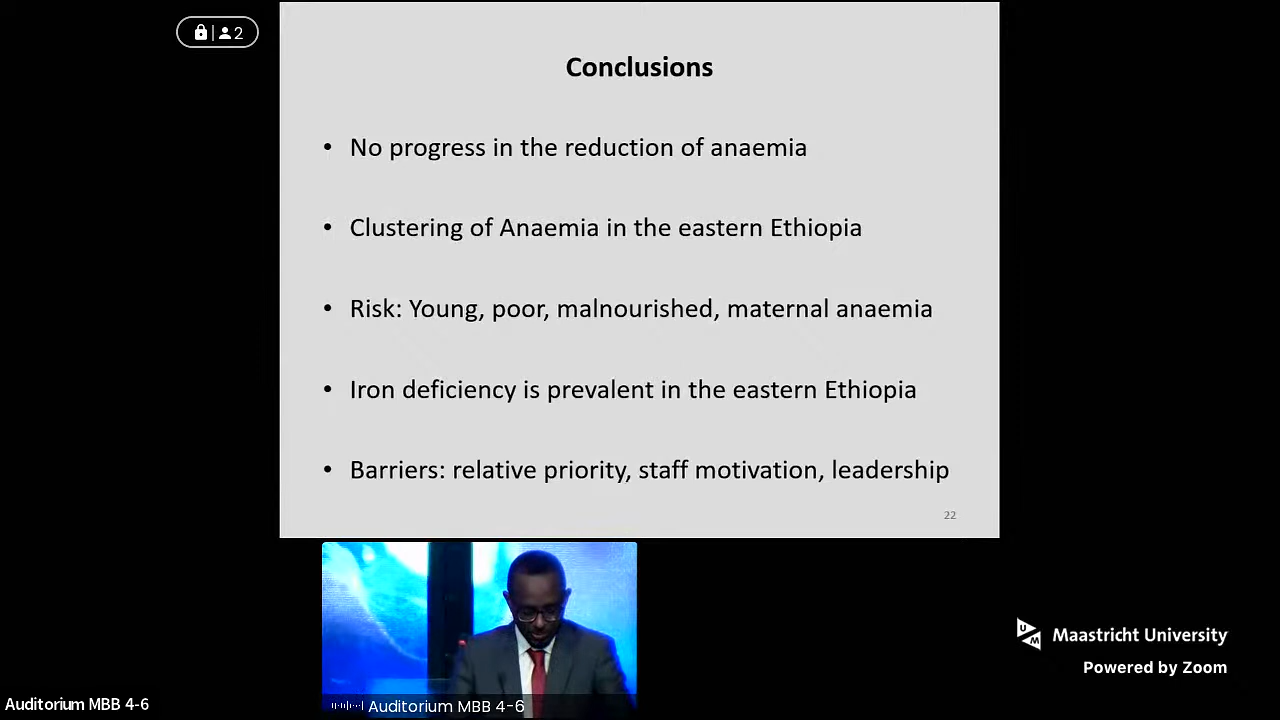 2
Conclusions
• No progress in the reduction of anaemia
• Clustering of Anaemia in the eastern Ethiopia
• Risk: Young, poor, malnourished, maternal anaemia
• Iron deficiency is prevalent in the eastern Ethiopia
• Barriers: relative priority, staff motivation, leadership
22
UM
Maastricht University
Powered by Zoom
Auditorium MBB 4-6
Auditorium MBB 4-6